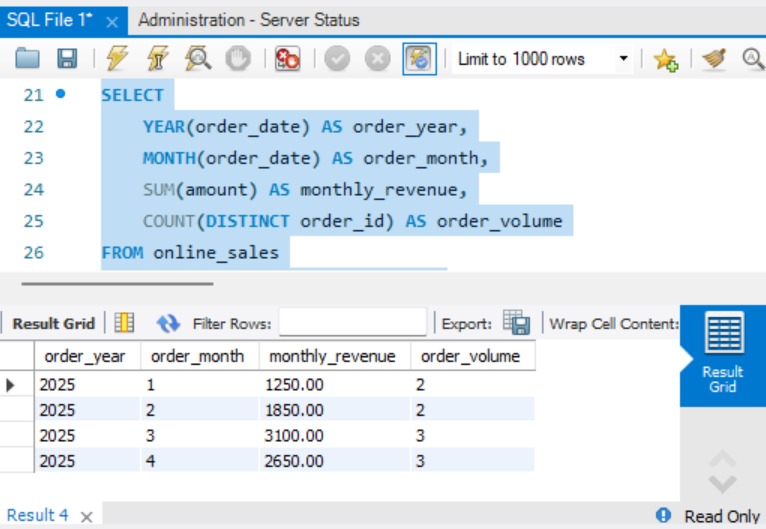 SQL File 1* × Administration - Server Status
Limit to 1000 rows
21 SELECT
22 YEAR(order_date) AS order_year,
23 MONTH(order_date) AS order_month,
24 SUM(amount) AS monthly_revenue,
25 COUNT(DISTINCT order_id) AS order_volume
26 FROM online_sales
Result Grid Filter Rows: Export: Wrap Cell Content:
order_year order_month monthly_revenue order_volume
2025 1 1250.00 2
2025 2 1850.00 2
2025 3 3100.00 3
2025 4 2650.00 3
Result
Grid
Result 4 × Read Only